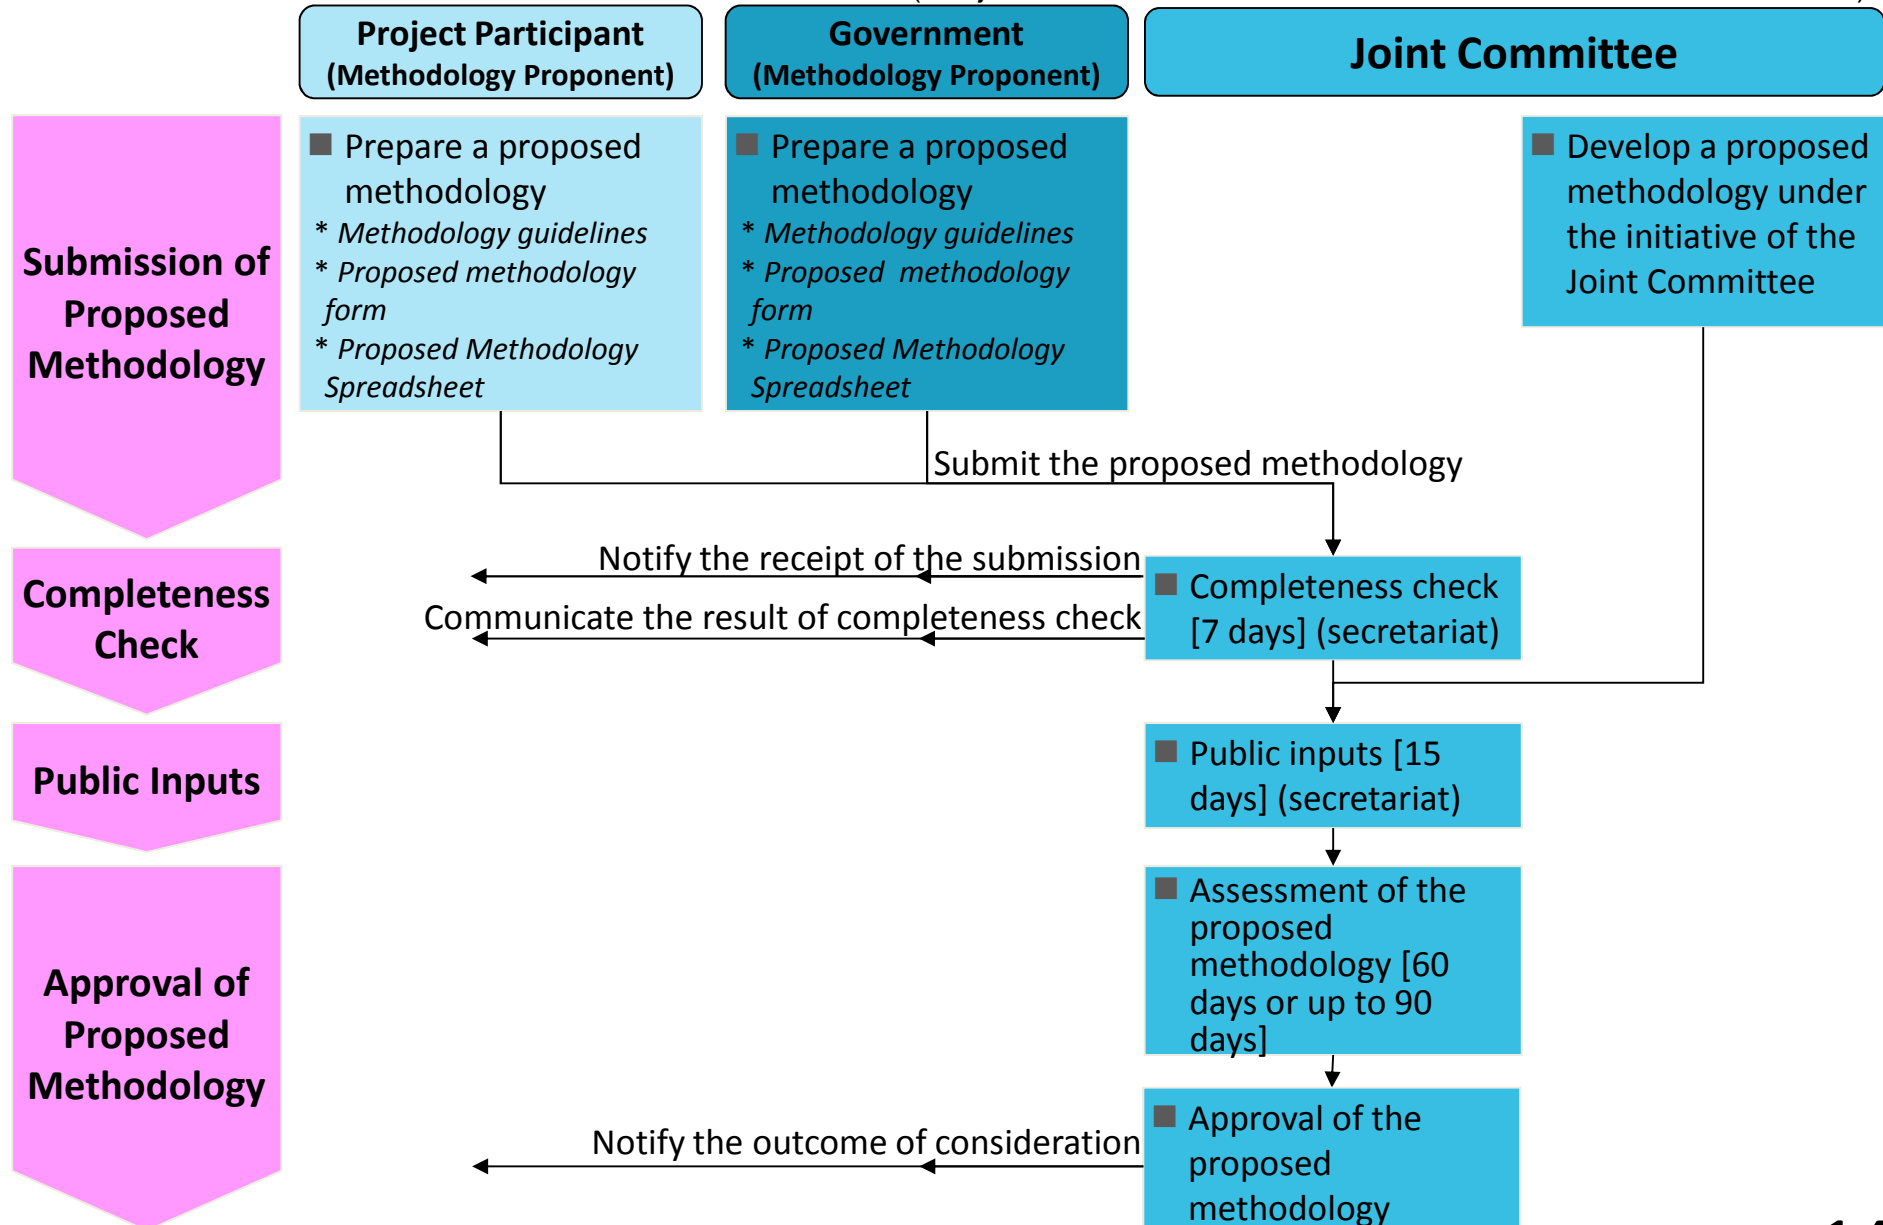 Project Participant
(Methodology Proponent)
Government
(Methodology Proponent)
Joint Committee
Submission of
Proposed
Methodology
■ Prepare a proposed
methodology
* Methodology guidelines
* Proposed methodology
form
* Proposed Methodology
Spreadsheet
■ Prepare a proposed
methodology
* Methodology guidelines
* Proposed methodology
form
* Proposed Methodology
Spreadsheet
■ Develop a proposed
methodology under
the initiative of the
Joint Committee
Submit the proposed methodology
Completeness
Check
Notify the receipt of the submission
Communicate the result of completeness check
■ Completeness check
[7 days] (secretariat)
Public Inputs
■ Public inputs [15
days] (secretariat)
Approval of
Proposed
Methodology
■ Assessment of the
proposed
methodology [60
days or up to 90
days]
Notify the outcome of consideration
■ Approval of the
proposed
methodology